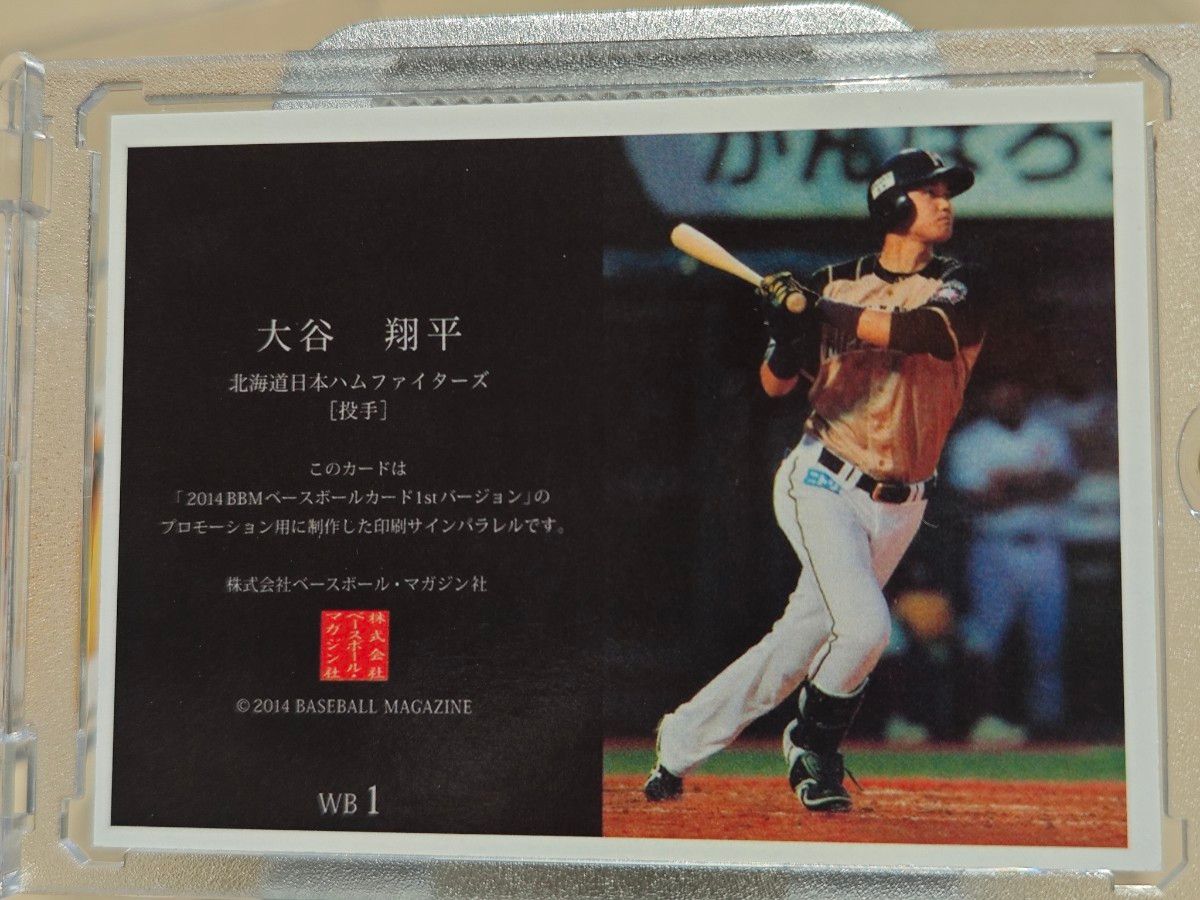 大谷　翔平
北海道日本ハムファイターズ
［投手］
このカードは
「2014 BBMベースボールカード1stバージョン」の
プロモーション用に制作した印刷サインパラレルです。
株式会社ベースボール・マガジン社
株式会社
ベースボール・
マガジン社
© 2014 BASEBALL MAGAZINE
WB 1
がんばろう